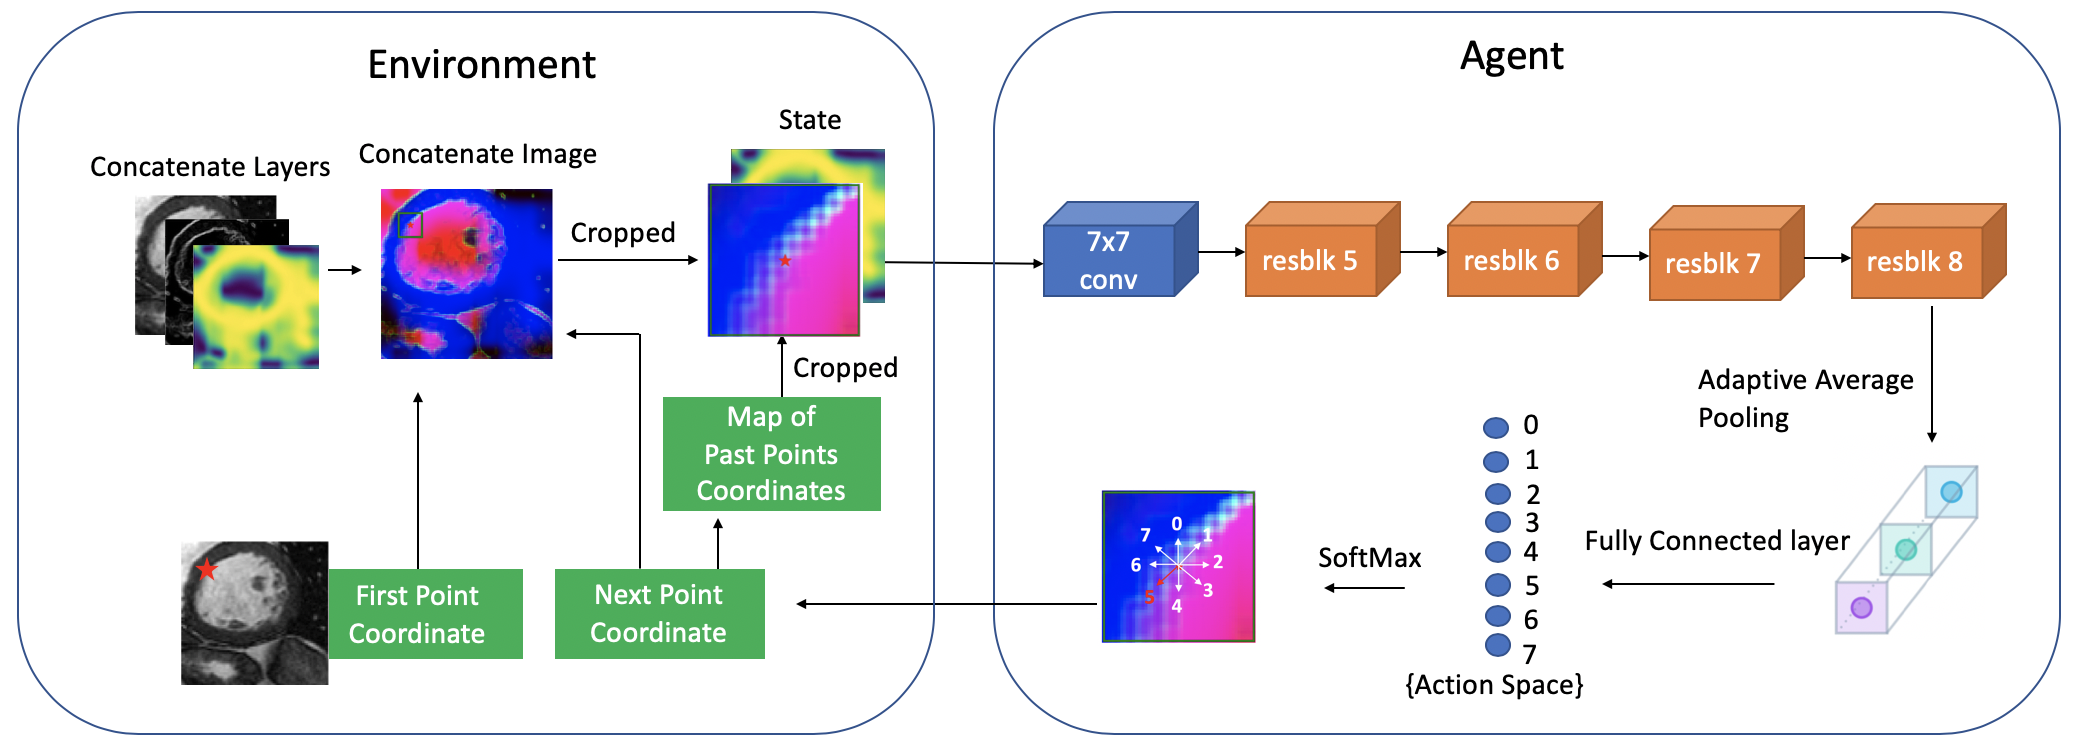 Environment
Agent
State
Concatenate Layers
Concatenate Image
Cropped
7x7
conv
resblk 5
resblk 6
resblk 7
resblk 8
Cropped
Map of
Past Points
Coordinates
First Point
Coordinate
Next Point
Coordinate
Adaptive Average
Pooling
Fully Connected layer
0
1
2
3
4
5
6
7
{Action Space}
SoftMax
0
1
2
3
4
5
6
7